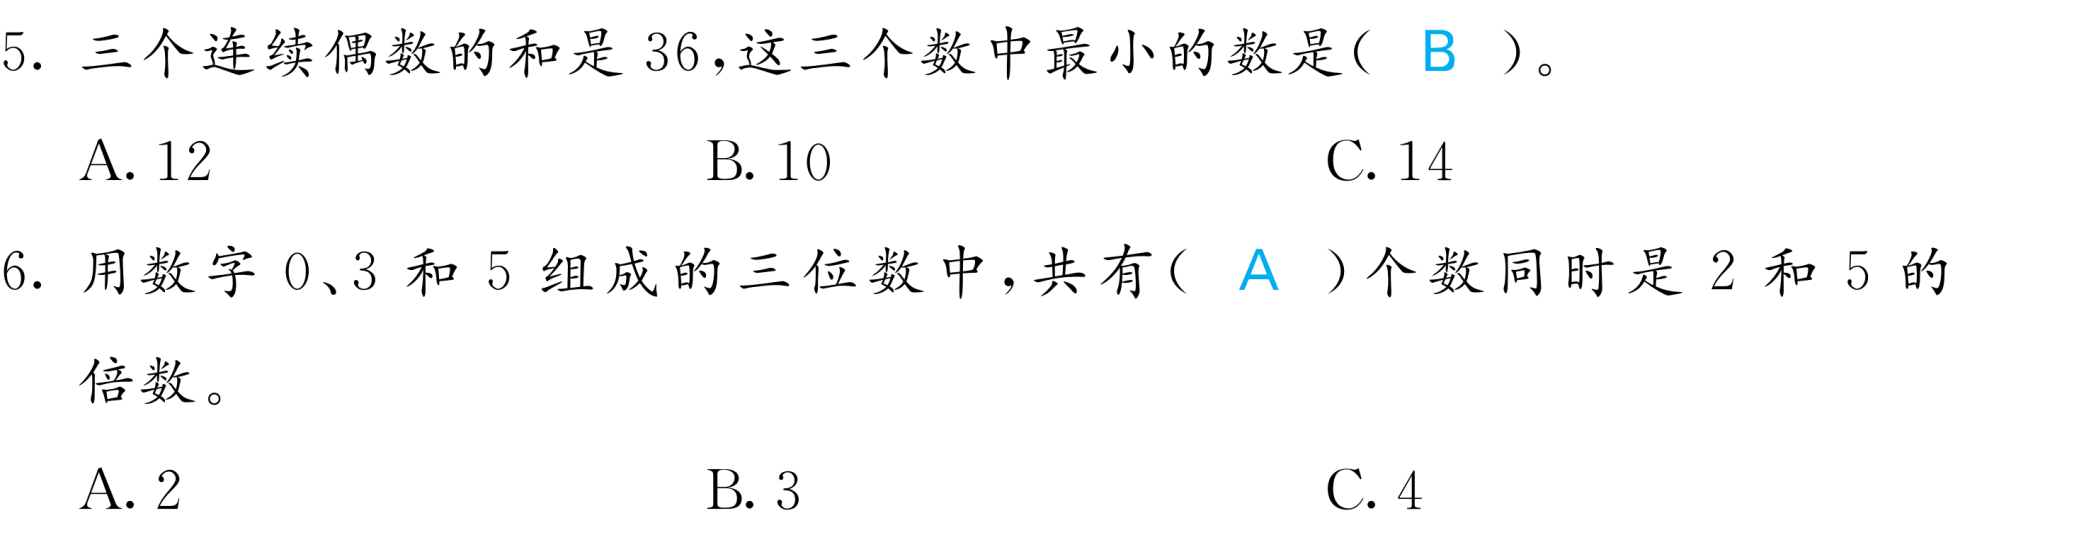 5. 三个连续偶数的和是 36,这三个数中最小的数是( B )。
A. 12 B. 10 C. 14
6. 用数字 0、3 和 5 组成的三位数中,共有( A )个数同时是 2 和 5 的
倍数。
A. 2 B. 3 C. 4